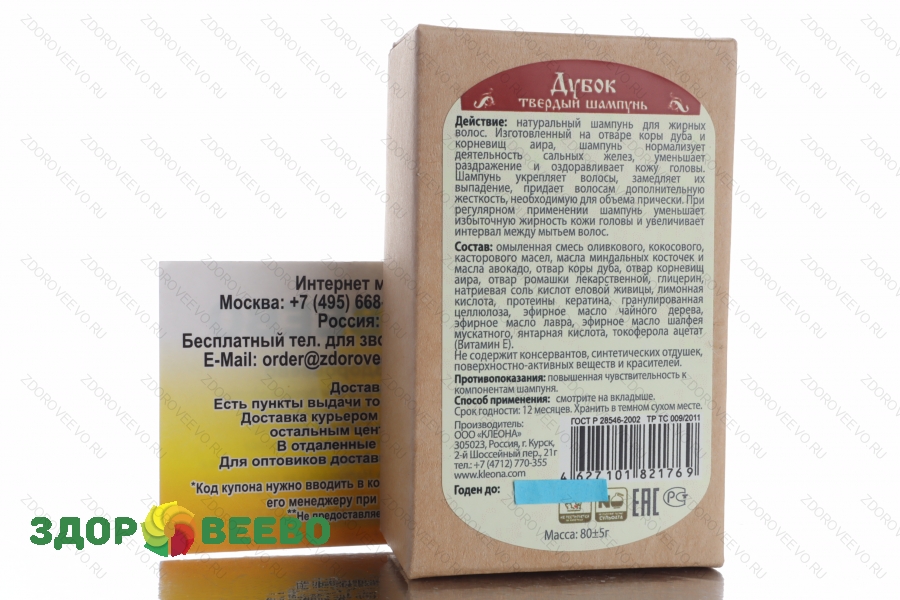 Дубок
твердый шампунь
Действие: натуральный шампунь для жирных
волос. Изготовленный на отваре коры дуба и
корневищ аира, шампунь нормализует
деятельность сальных желез, уменьшает
раздражение и оздоравливает кожу головы.
Шампунь укрепляет волосы, замедляет их
выпадение, придает волосам дополнительную
жесткость, необходимую для объема прически. При
регулярном применении шампунь уменьшает
избыточную жирность кожи головы и увеличивает
интервал между мытьем волос.
Состав: омыленная смесь оливкового, кокосового,
касторового масел, масла миндальных косточек и
масла авокадо, отвар коры дуба, отвар корневищ
аира, отвар ромашки лекарственной, глицерин,
натриевая соль кислот еловой живицы, лимонная
кислота, протеины кератина, гранулированная
целлюлоза, эфирное масло чайного дерева,
эфирное масло лавра, эфирное масло шалфея
мускатного, янтарная кислота, токоферола ацетат
(Витамин Е).
Не содержит консервантов, синтетических отдушек,
поверхностно-активных веществ и красителей.
Противопоказания: повышенная чувствительность к
компонентам шампуня.
Способ применения: смотрите на вкладыше.
Срок годности: 12 месяцев. Хранить в темном сухом месте.
ГОСТ Р 28546-2002 ТР ТС 009/2011
Производитель:
ООО «КЛЕОНА»
305023, Россия, г. Курск,
2-й Шоссейный пер., 21г
тел.: +7 (4712) 770-355
www.kleona.com
4 627101 821769
Годен до:
NO
EAC
РС
Масса: 80±5г
Интернет м
Москва: +7 (495) 668-
Россия:
Бесплатный тел. для зво
E-Mail: order@zdorove
Достав
Есть пункты выдачи то
Доставка курьером
остальным цен
В отдаленные
Для оптовиков достав
*Код купона нужно вводить в ко
его менеджеру при
**Не предоставляе
ЗДОРОВЕЕВО
ZDOROVEEVO.RU